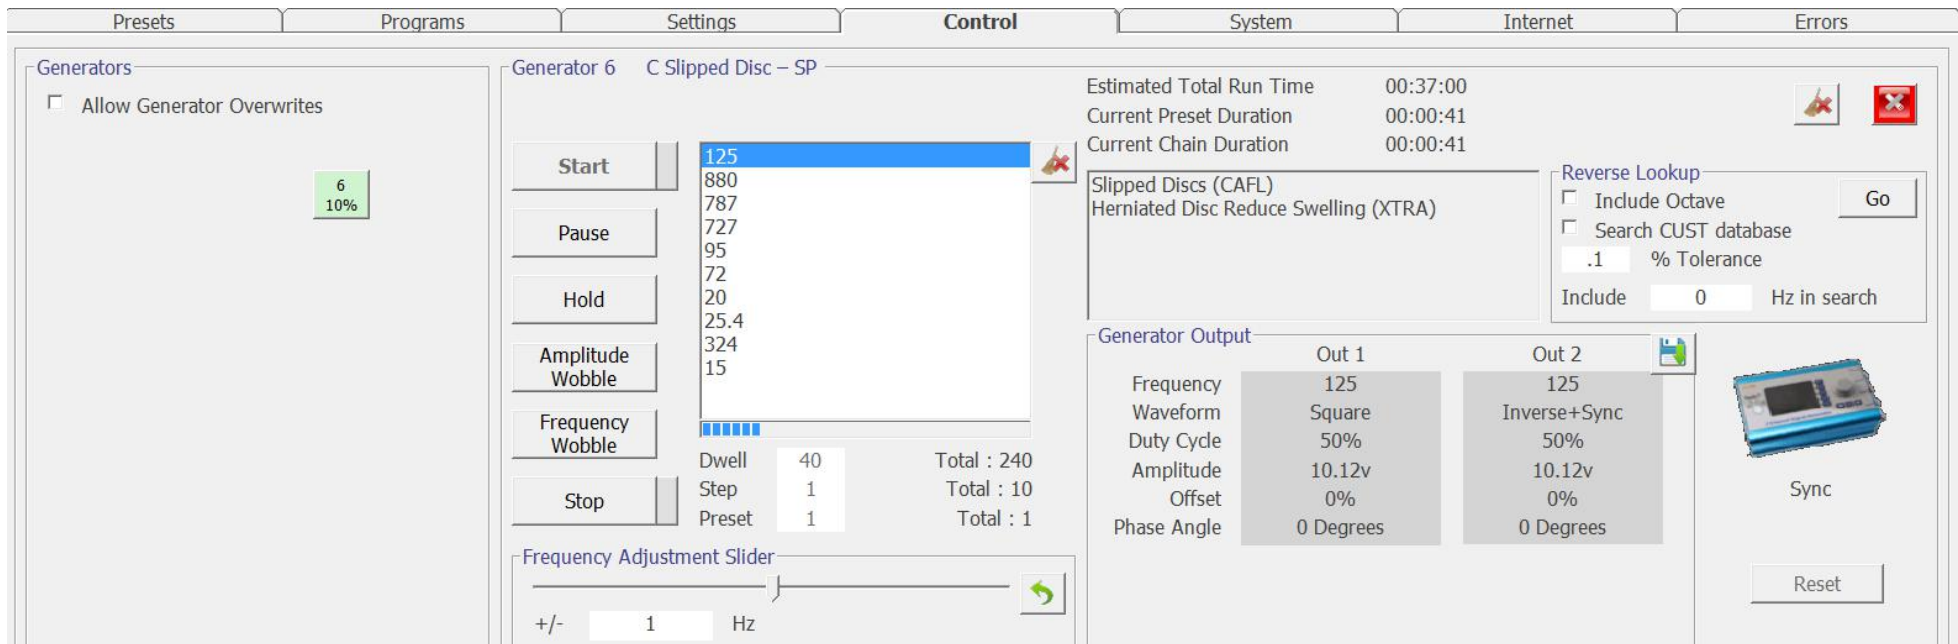 Presets Programs Settings Control System Internet Errors
Generators
Allow Generator Overwrites
6
10%
Generator 6 C Slipped Disc – SP
Start
Pause
Hold
Amplitude
Wobble
Frequency
Wobble
Stop
125
880
787
727
95
72
20
25.4
324
15
Dwell 40 Total : 240
Step 1 Total : 10
Preset 1 Total : 1
Frequency Adjustment Slider
+/- 1 Hz
Estimated Total Run Time 00:37:00
Current Preset Duration 00:00:41
Current Chain Duration 00:00:41
Slipped Discs (CAFL)
Herniated Disc Reduce Swelling (XTRA)
Reverse Lookup
Include Octave Go
Search CUST database
.1 % Tolerance
Include 0 Hz in search
Generator Output
Out 1 Out 2
Frequency 125 125
Waveform Square Inverse+Sync
Duty Cycle 50% 50%
Amplitude 10.12v 10.12v
Offset 0% 0%
Phase Angle 0 Degrees 0 Degrees
Sync
Reset